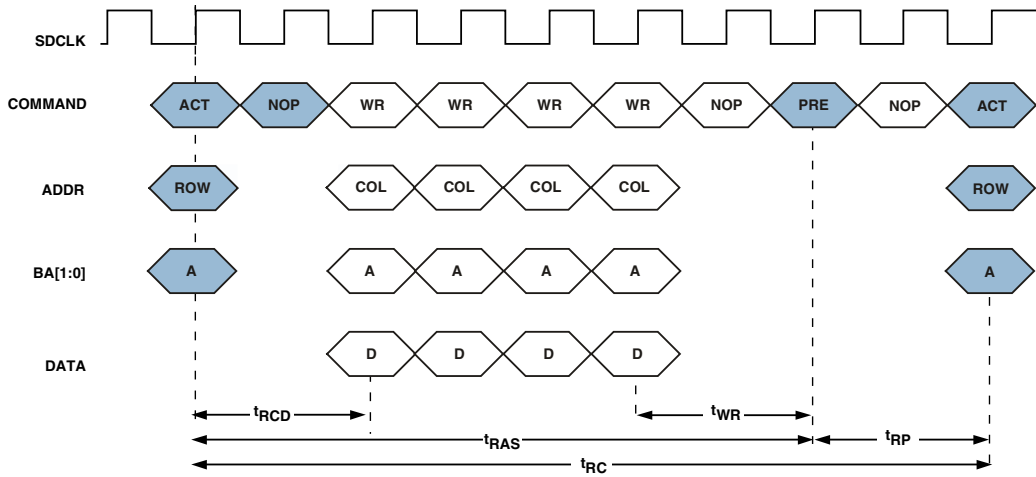 SDCLK
COMMAND ACT NOP WR WR WR WR NOP PRE NOP ACT
ADDR ROW COL COL COL COL ROW
BA[1:0] A A A A A A
DATA D D D D
tRCD tWR
tRAS tRP
tRC